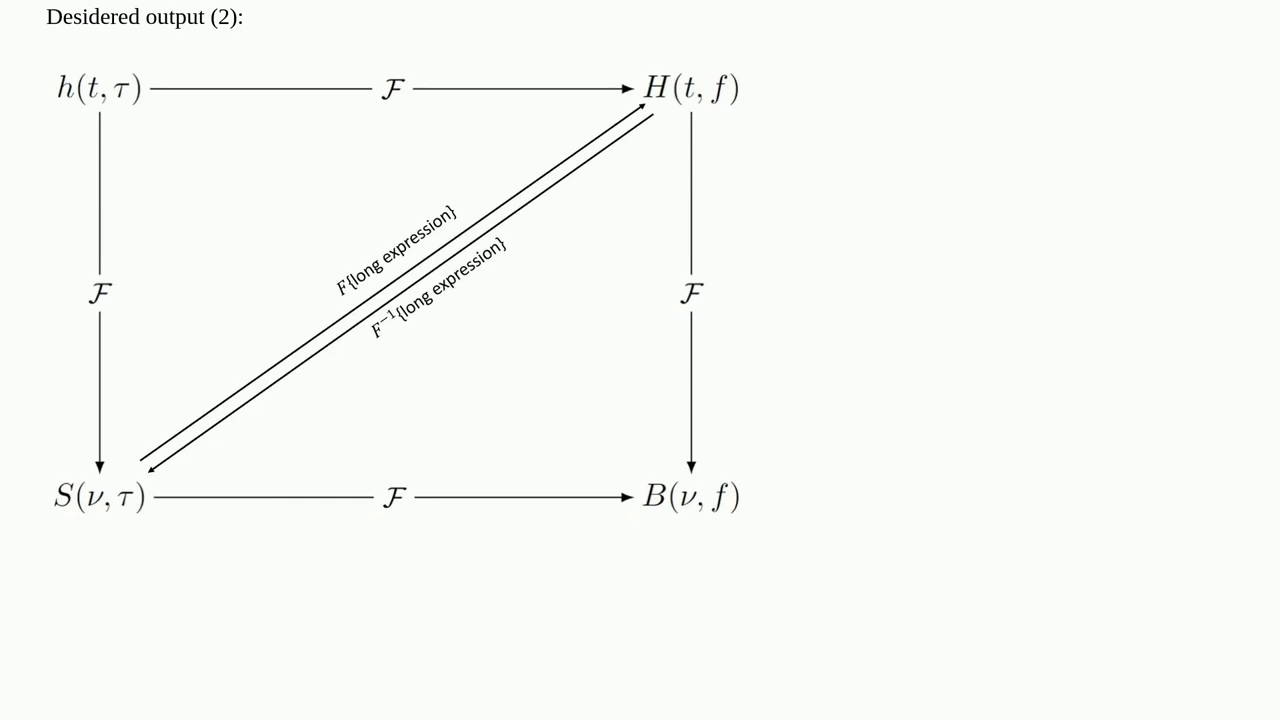 Desidered output (2):
h(t, τ) ℱ H(t, f)
F{long expression}
F⁻¹{long expression}
ℱ ℱ
S(ν, τ) ℱ B(ν, f)